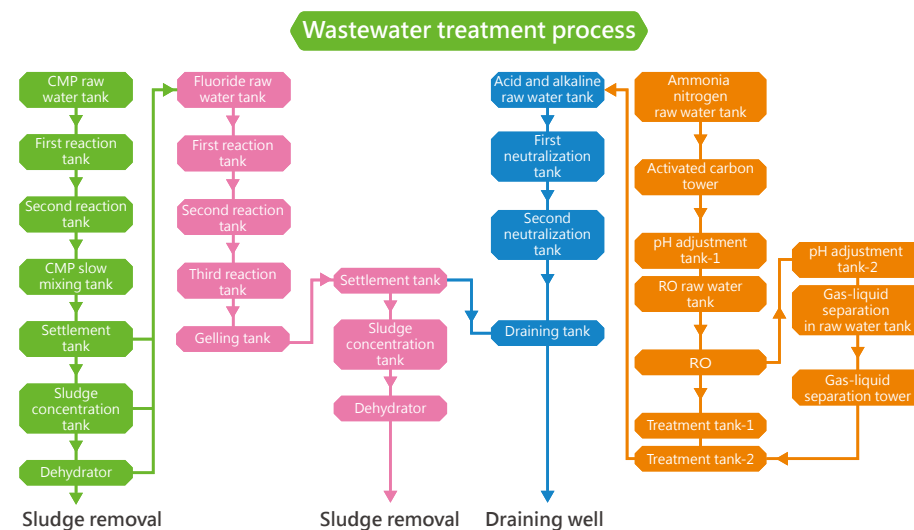 Wastewater treatment process
CMP raw
water tank
First reaction
tank
Second reaction
tank
CMP slow
mixing tank
Settlement
tank
Sludge
concentration
tank
Dehydrator
Sludge removal
Fluoride raw
water tank
First reaction
tank
Second reaction
tank
Third reaction
tank
Gelling tank
Settlement tank
Sludge
concentration
tank
Dehydrator
Sludge removal
Acid and alkaline
raw water tank
First
neutralization
tank
Second
neutralization
tank
Draining tank
Draining well
Ammonia
nitrogen
raw water tank
Activated carbon
tower
pH adjustment
tank-1
RO raw water
tank
RO
Treatment tank-1
Treatment tank-2
pH adjustment
tank-2
Gas-liquid
separation
in raw water tank
Gas-liquid
separation tower